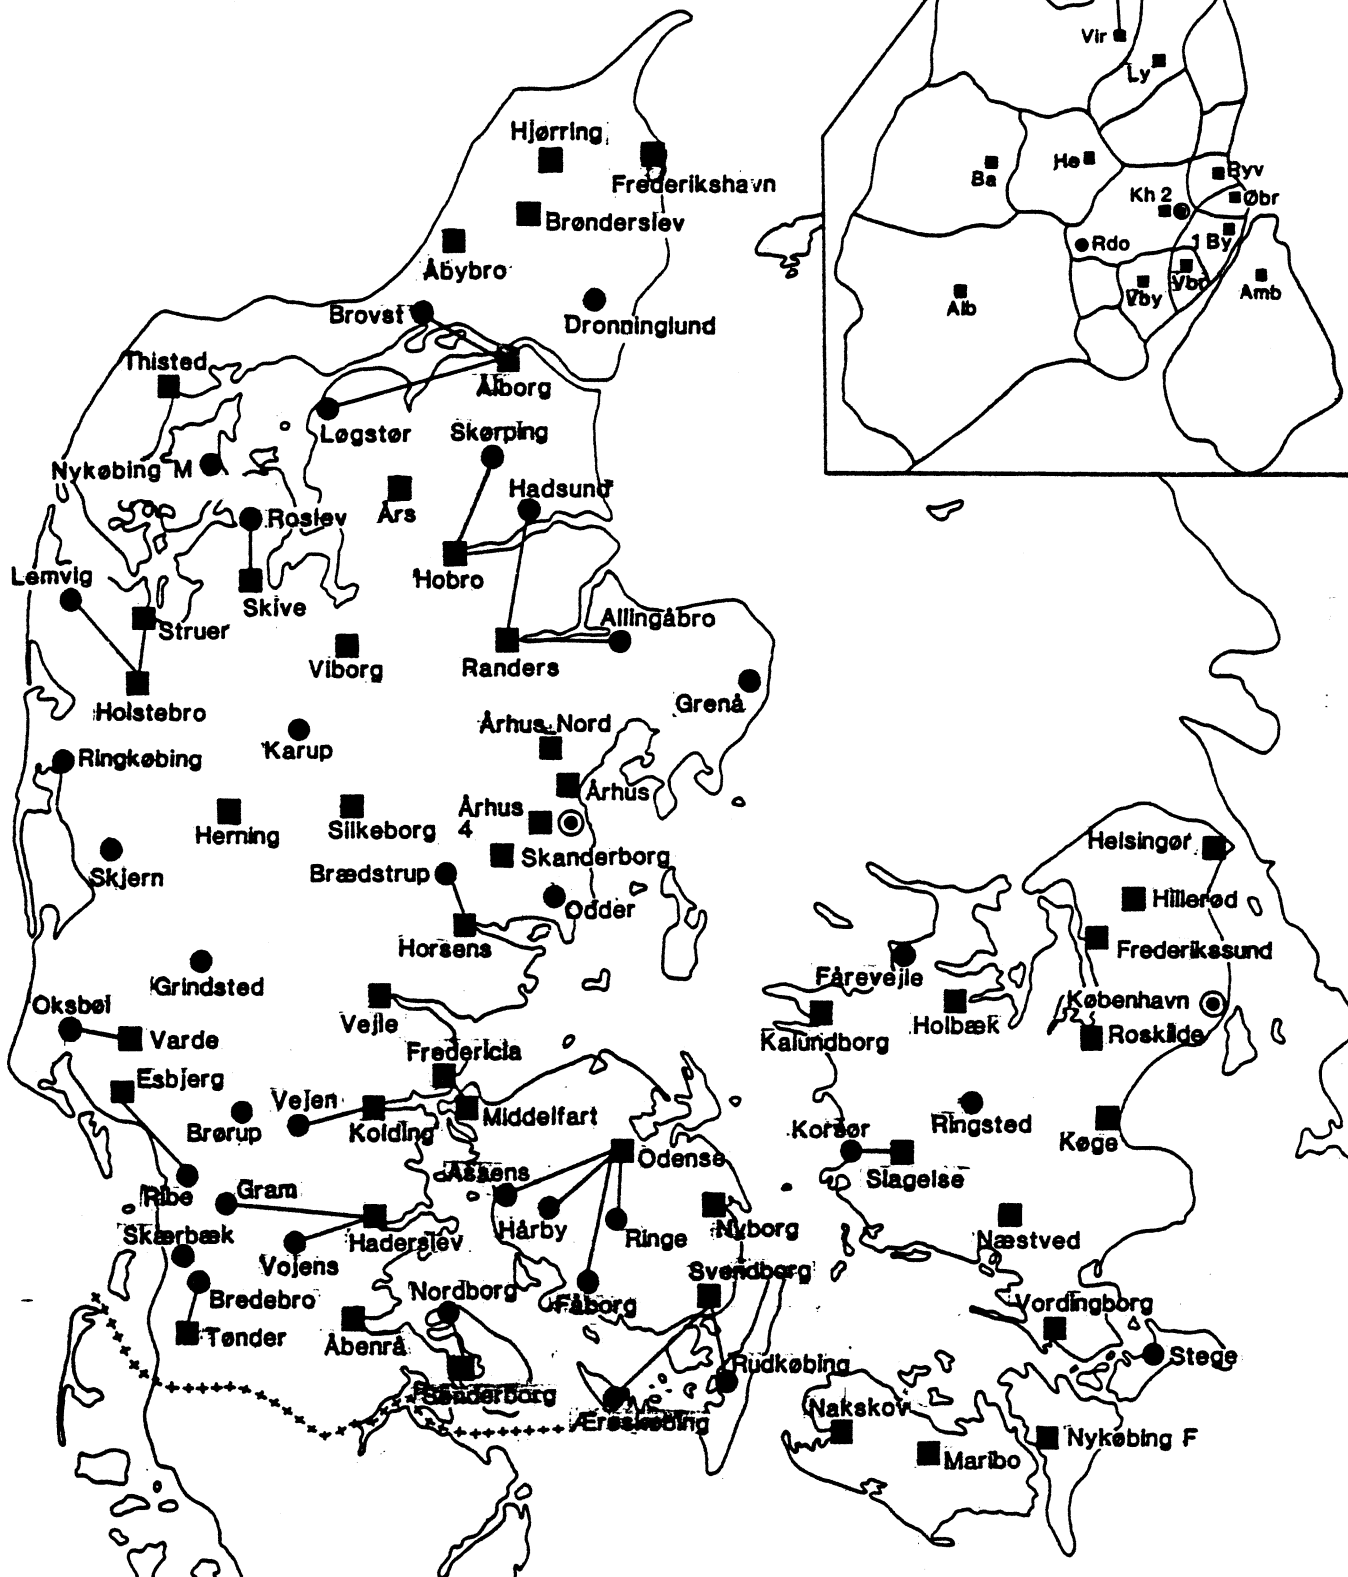 Vir
Ly
Hjørring
Frederikshavn
Ba
He
Ryv
Kh 2
Øbr
Brønderslev
Rdo
1 By
Åbybro
Vby
Amb
Alb
Brovst
Dronninglund
Thisted
Ålborg
Løgstør
Skørping
Nykøbing M
Hadsund
Års
Roslev
Lemvig
Hobro
Skive
Struer
Allingåbro
Viborg
Randers
Holstebro
Grenå
Århus Nord
Karup
Ringkøbing
Århus
Århus
4
Herning
Silkeborg
Helsingør
Skanderborg
Brædstrup
Skjern
Hillerød
Odder
Horsens
Frederikssund
Fårevejle
Grindsted
København
Oksbøl
Vejle
Holbæk
Roskilde
Varde
Kalundborg
Fredericia
Esbjerg
Vejen
Middelfart
Brørup
Kolding
Korsør
Ringsted
Køge
Odense
Assens
Slagelse
Ribe
Gram
Hårby
Ringe
Nyborg
Skærbæk
Haderslev
Næstved
Vojens
Svendborg
Nordborg
Bredebro
Fåborg
Vordingborg
Tønder
Åbenrå
Stege
Rudkøbing
Sønderborg
Nakskov
Ærøskøbing
Nykøbing F
Maribo